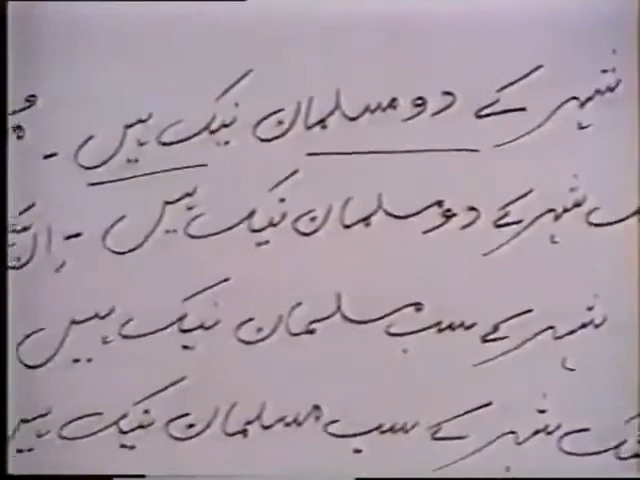 شہر کے دو مسلمان نیک ہیں ۔
شہر کے دو مسلمان نیک ہیں ۔ اِنَّ
شہر کے سب مسلمان نیک ہیں
شہر کے سب مسلمان نیک ہیں